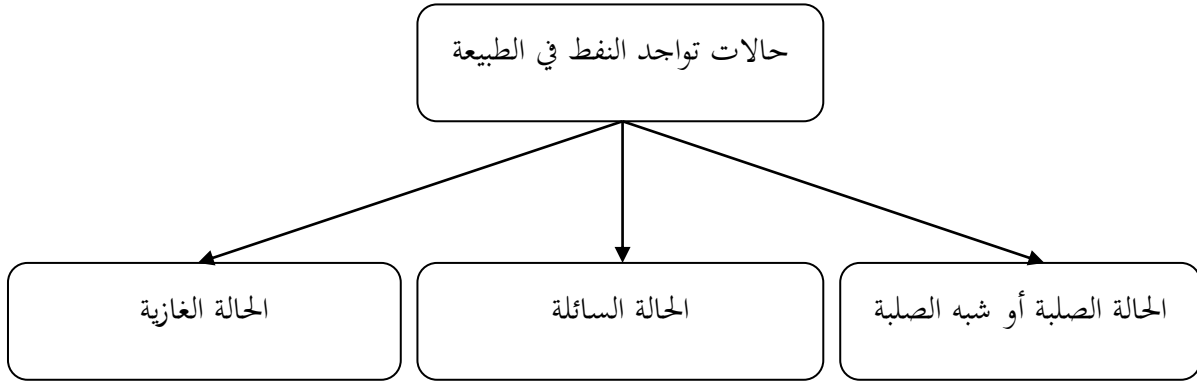 حالات تواجد النفط في الطبيعة
الحالة الصلبة أو شبه الصلبة
الحالة السائلة
الحالة الغازية